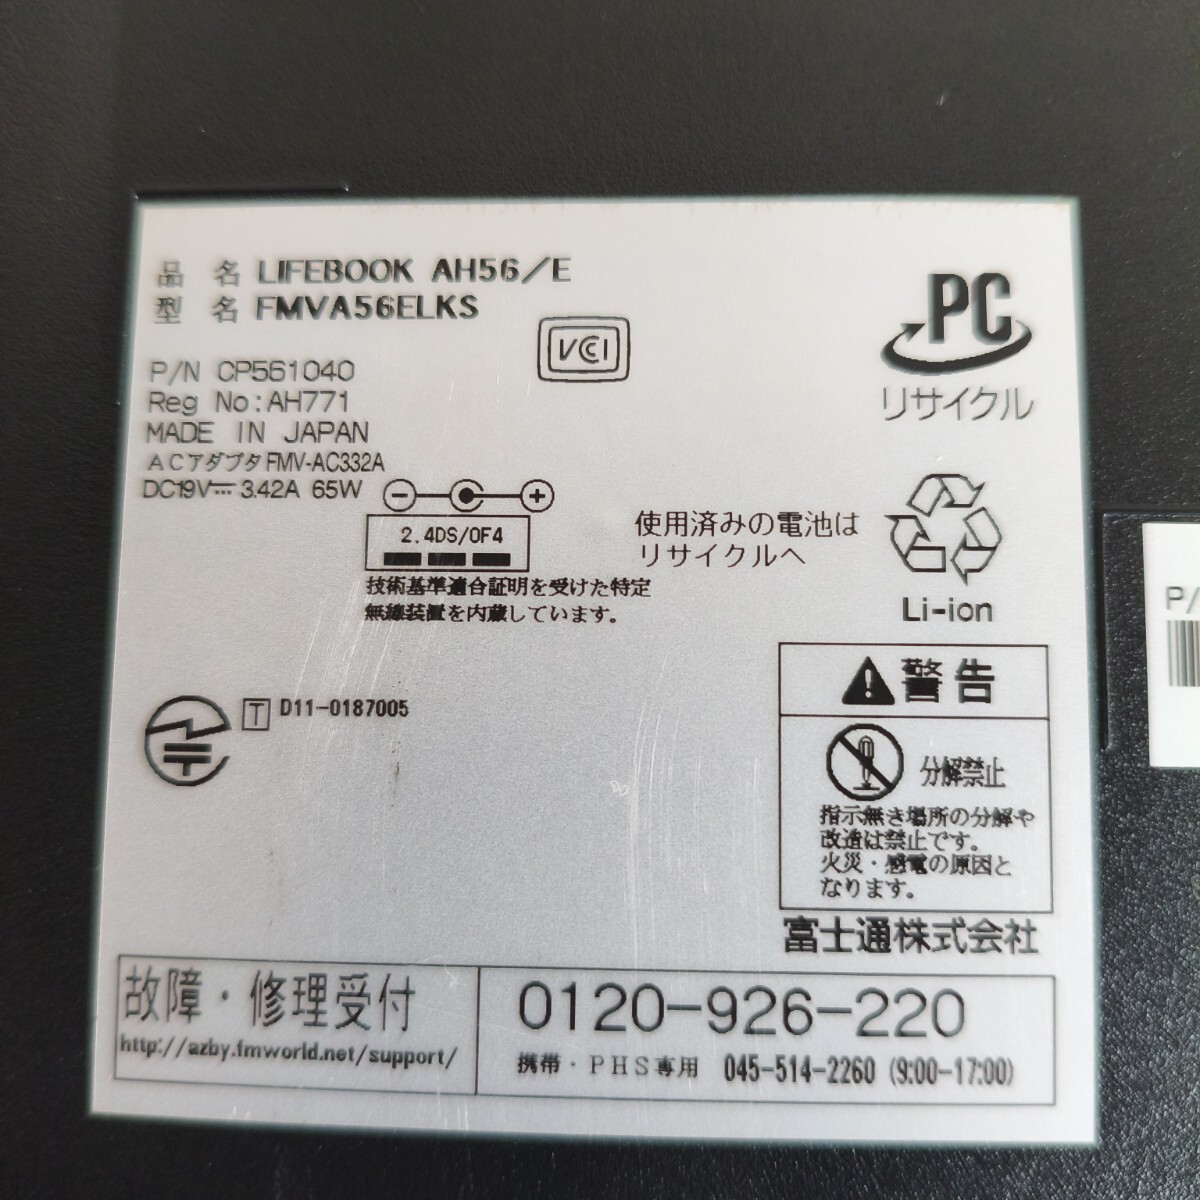 品 名 LIFEBOOK AH56/E
型 名 FMVA56ELKS
VCCI
PC
リサイクル
P/N CP561040
Reg No:AH771
MADE IN JAPAN
ACアダプタ FMV-AC332A
DC19V⎓ 3.42A 65W
2.4DS/OF4
技術基準適合証明を受けた特定
無線装置を内蔵しています。
使用済みの電池は
リサイクルへ
Li-ion
T D11-0187005
警告
分解禁止
指示無き場所の分解や
改造は禁止です。
火災・感電の原因と
なります。
富士通株式会社
故障・修理受付
http://azby.fmworld.net/support/
0120-926-220
携帯・PHS専用 045-514-2260 (9:00-17:00)
P/